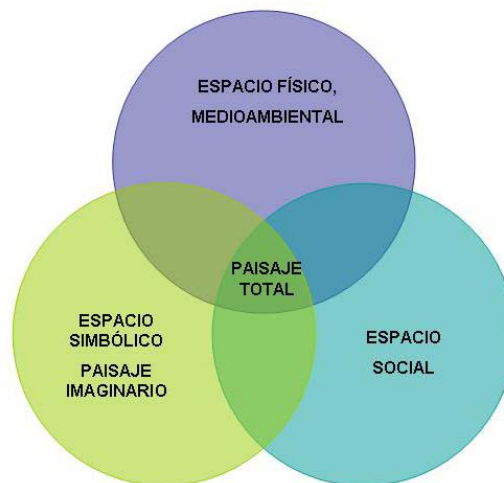 ESPACIO FÍSICO,
MEDIOAMBIENTAL
PAISAJE
TOTAL
ESPACIO
SIMBÓLICO
PAISAJE
IMAGINARIO
ESPACIO
SOCIAL